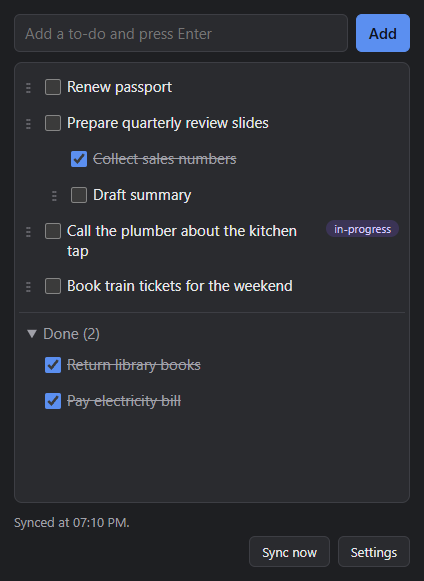 Add a to-do and press Enter
Add
Renew passport
Prepare quarterly review slides
Collect sales numbers
Draft summary
Call the plumber about the kitchen
tap
in-progress
Book train tickets for the weekend
Done (2)
Return library books
Pay electricity bill
Synced at 07:10 PM.
Sync now
Settings